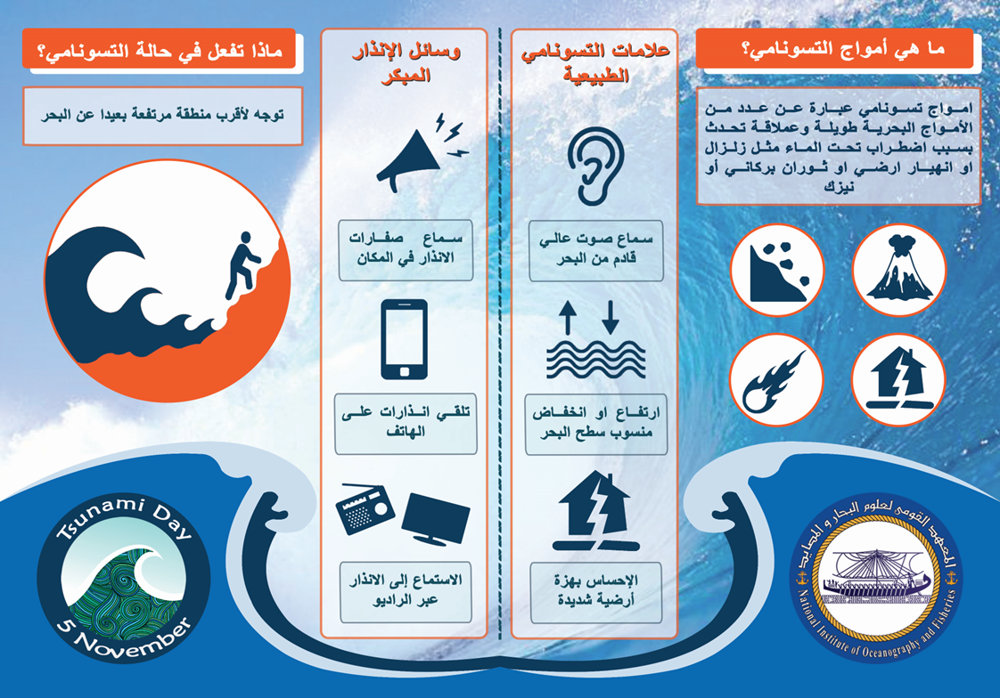 ما هي أمواج التسونامي؟
امواج تسونامي عبارة عن عدد من
الأمواج البحرية طويلة وعملاقة تحدث
بسبب اضطراب تحت الماء مثل زلزال
او انهيار ارضي او ثوران بركاني أو
نيزك
علامات التسونامي
الطبيعية
سماع صوت عالي
قادم من البحر
ارتفاع او انخفاض
منسوب سطح البحر
الإحساس بهزة
أرضية شديدة
وسائل الإنذار
المبكر
سماع صفارات
الانذار في المكان
تلقي انذارات على
الهاتف
الاستماع إلى الانذار
عبر الراديو
ماذا تفعل في حالة التسونامي؟
توجه لأقرب منطقة مرتفعة بعيدا عن البحر
المعهد القومى لعلوم البحار و المصايد
National Institute of Oceanography and Fisheries
Tsunami Day
5 November